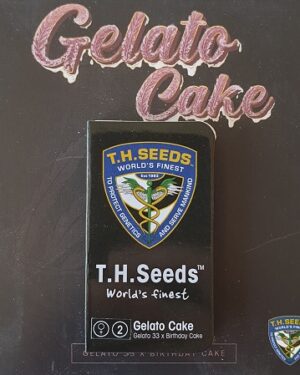 Gelato
Cake
T.H.SEEDS.
WORLD'S FINEST
Est 1993
TO PROTECT GENETICS
AND SERVE MANKIND
T.H.Seeds™
World's finest
2
Gelato Cake
Gelato 33 x Birthday Cake
GELATO 33 X BIRTHDAY CAKE
T.H.SEEDS